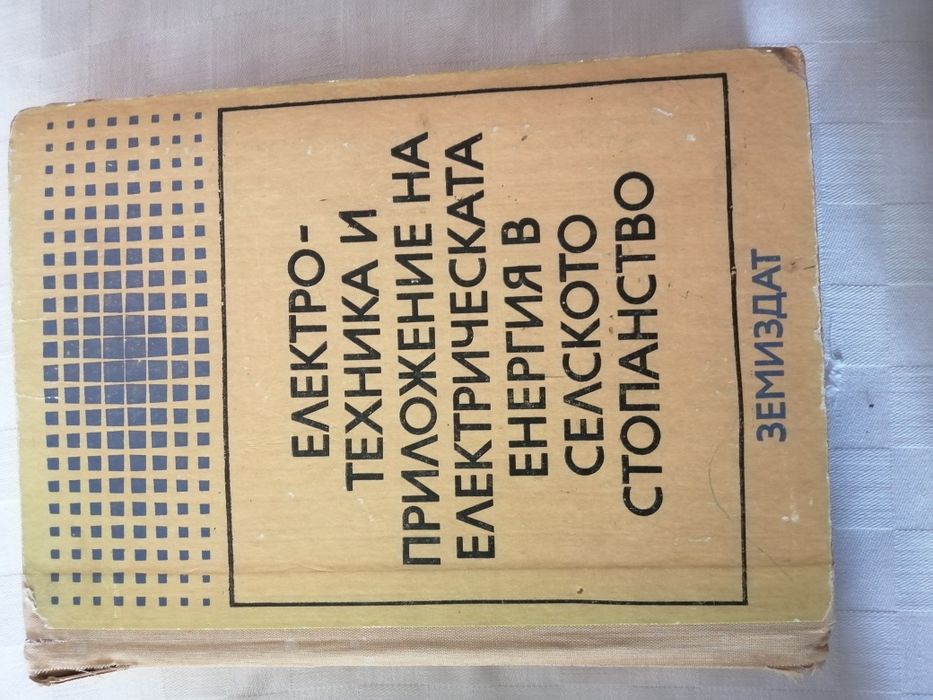 ЕЛЕКТРО-
ТЕХНИКА И
ПРИЛОЖЕНИЕ НА
ЕЛЕКТРИЧЕСКАТА
ЕНЕРГИЯ В
СЕЛСКОТО
СТОПАНСТВО
ЗЕМИЗДАТ